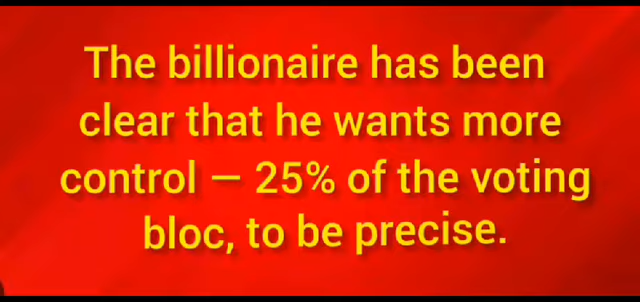 The billionaire has been
clear that he wants more
control — 25% of the voting
bloc, to be precise.